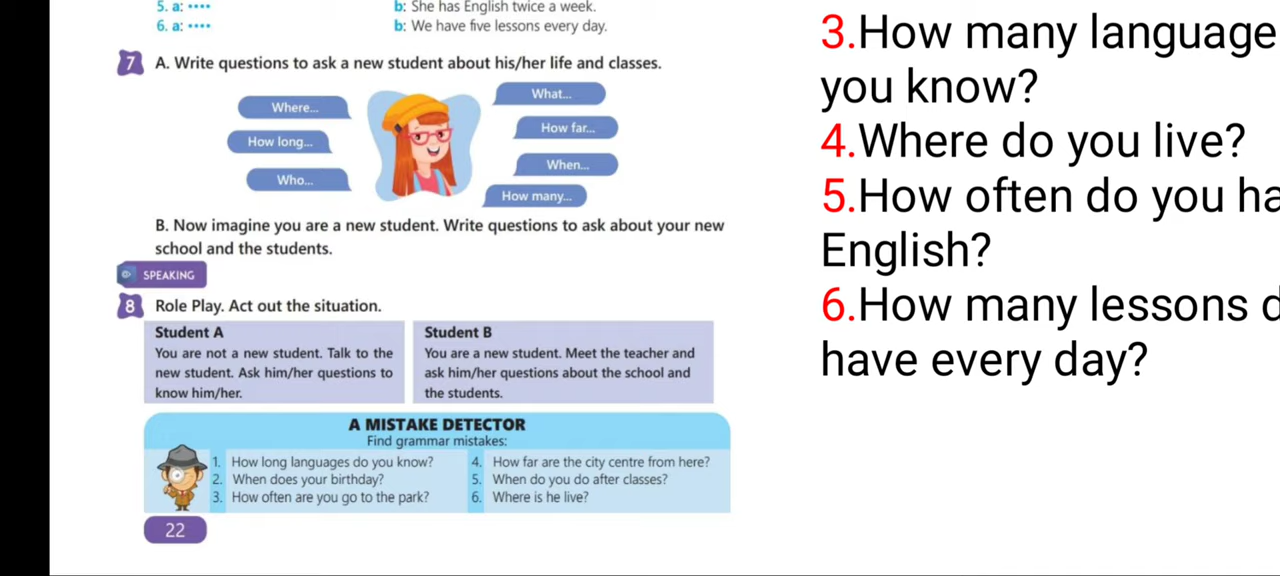 5. a: ····
b: She has English twice a week.
6. a: ····
b: We have five lessons every day.
7 A. Write questions to ask a new student about his/her life and classes.
Where...
How long...
Who...
What...
How far...
When...
How many...
B. Now imagine you are a new student. Write questions to ask about your new
school and the students.
SPEAKING
8 Role Play. Act out the situation.
Student A
You are not a new student. Talk to the
new student. Ask him/her questions to
know him/her.
Student B
You are a new student. Meet the teacher and
ask him/her questions about the school and
the students.
A MISTAKE DETECTOR
Find grammar mistakes:
1. How long languages do you know?
2. When does your birthday?
3. How often are you go to the park?
4. How far are the city centre from here?
5. When do you do after classes?
6. Where is he live?
22
3.How many language
you know?
4.Where do you live?
5.How often do you ha
English?
6.How many lessons d
have every day?